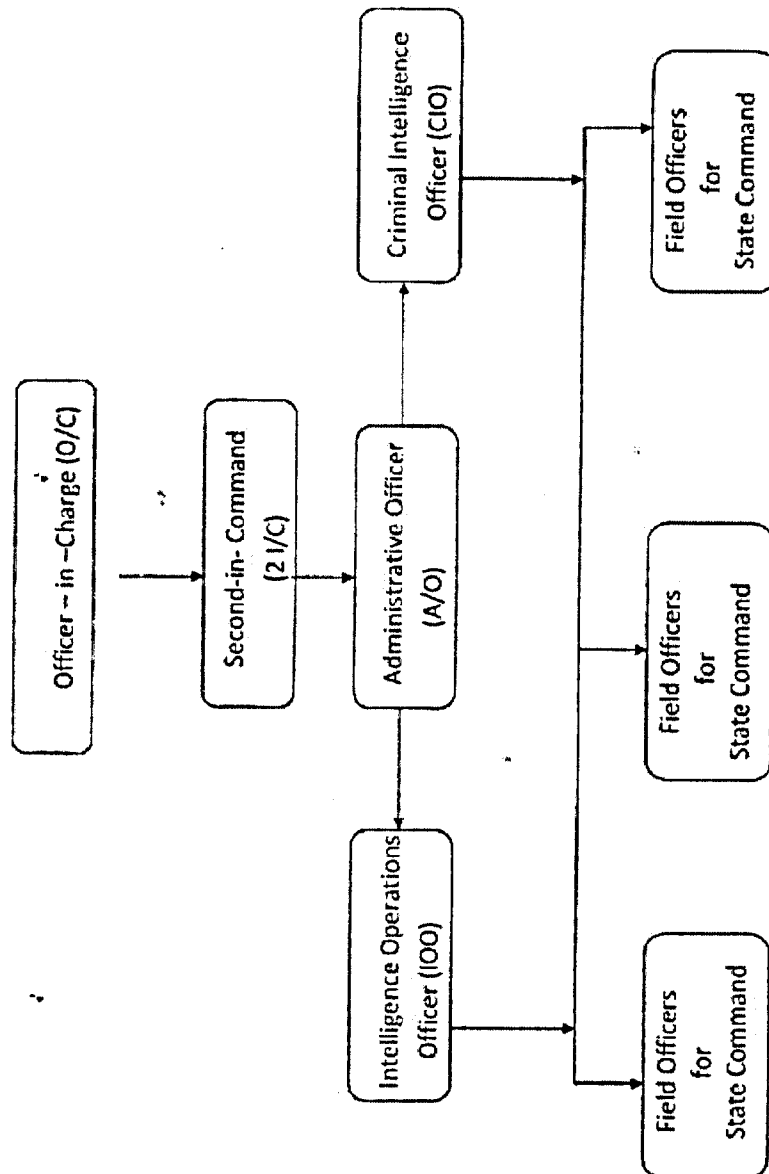 Officer – in –Charge (O/C)
Second-in- Command
(2 I/C)
Administrative Officer
(A/O)
Intelligence Operations
Officer (IOO)
Criminal Intelligence
Officer (CIO)
Field Officers
for
State Command
Field Officers
for
State Command
Field Officers
for
State Command